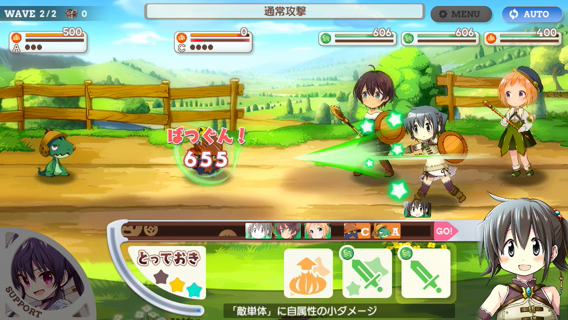 WAVE 2/2 0
通常攻撃
MENU
AUTO
500
A
0
C
606
606
400
ばつぐん!
655
C
A
GO!
とっておき
SUPPORT
「敵単体」に自属性の小ダメージ